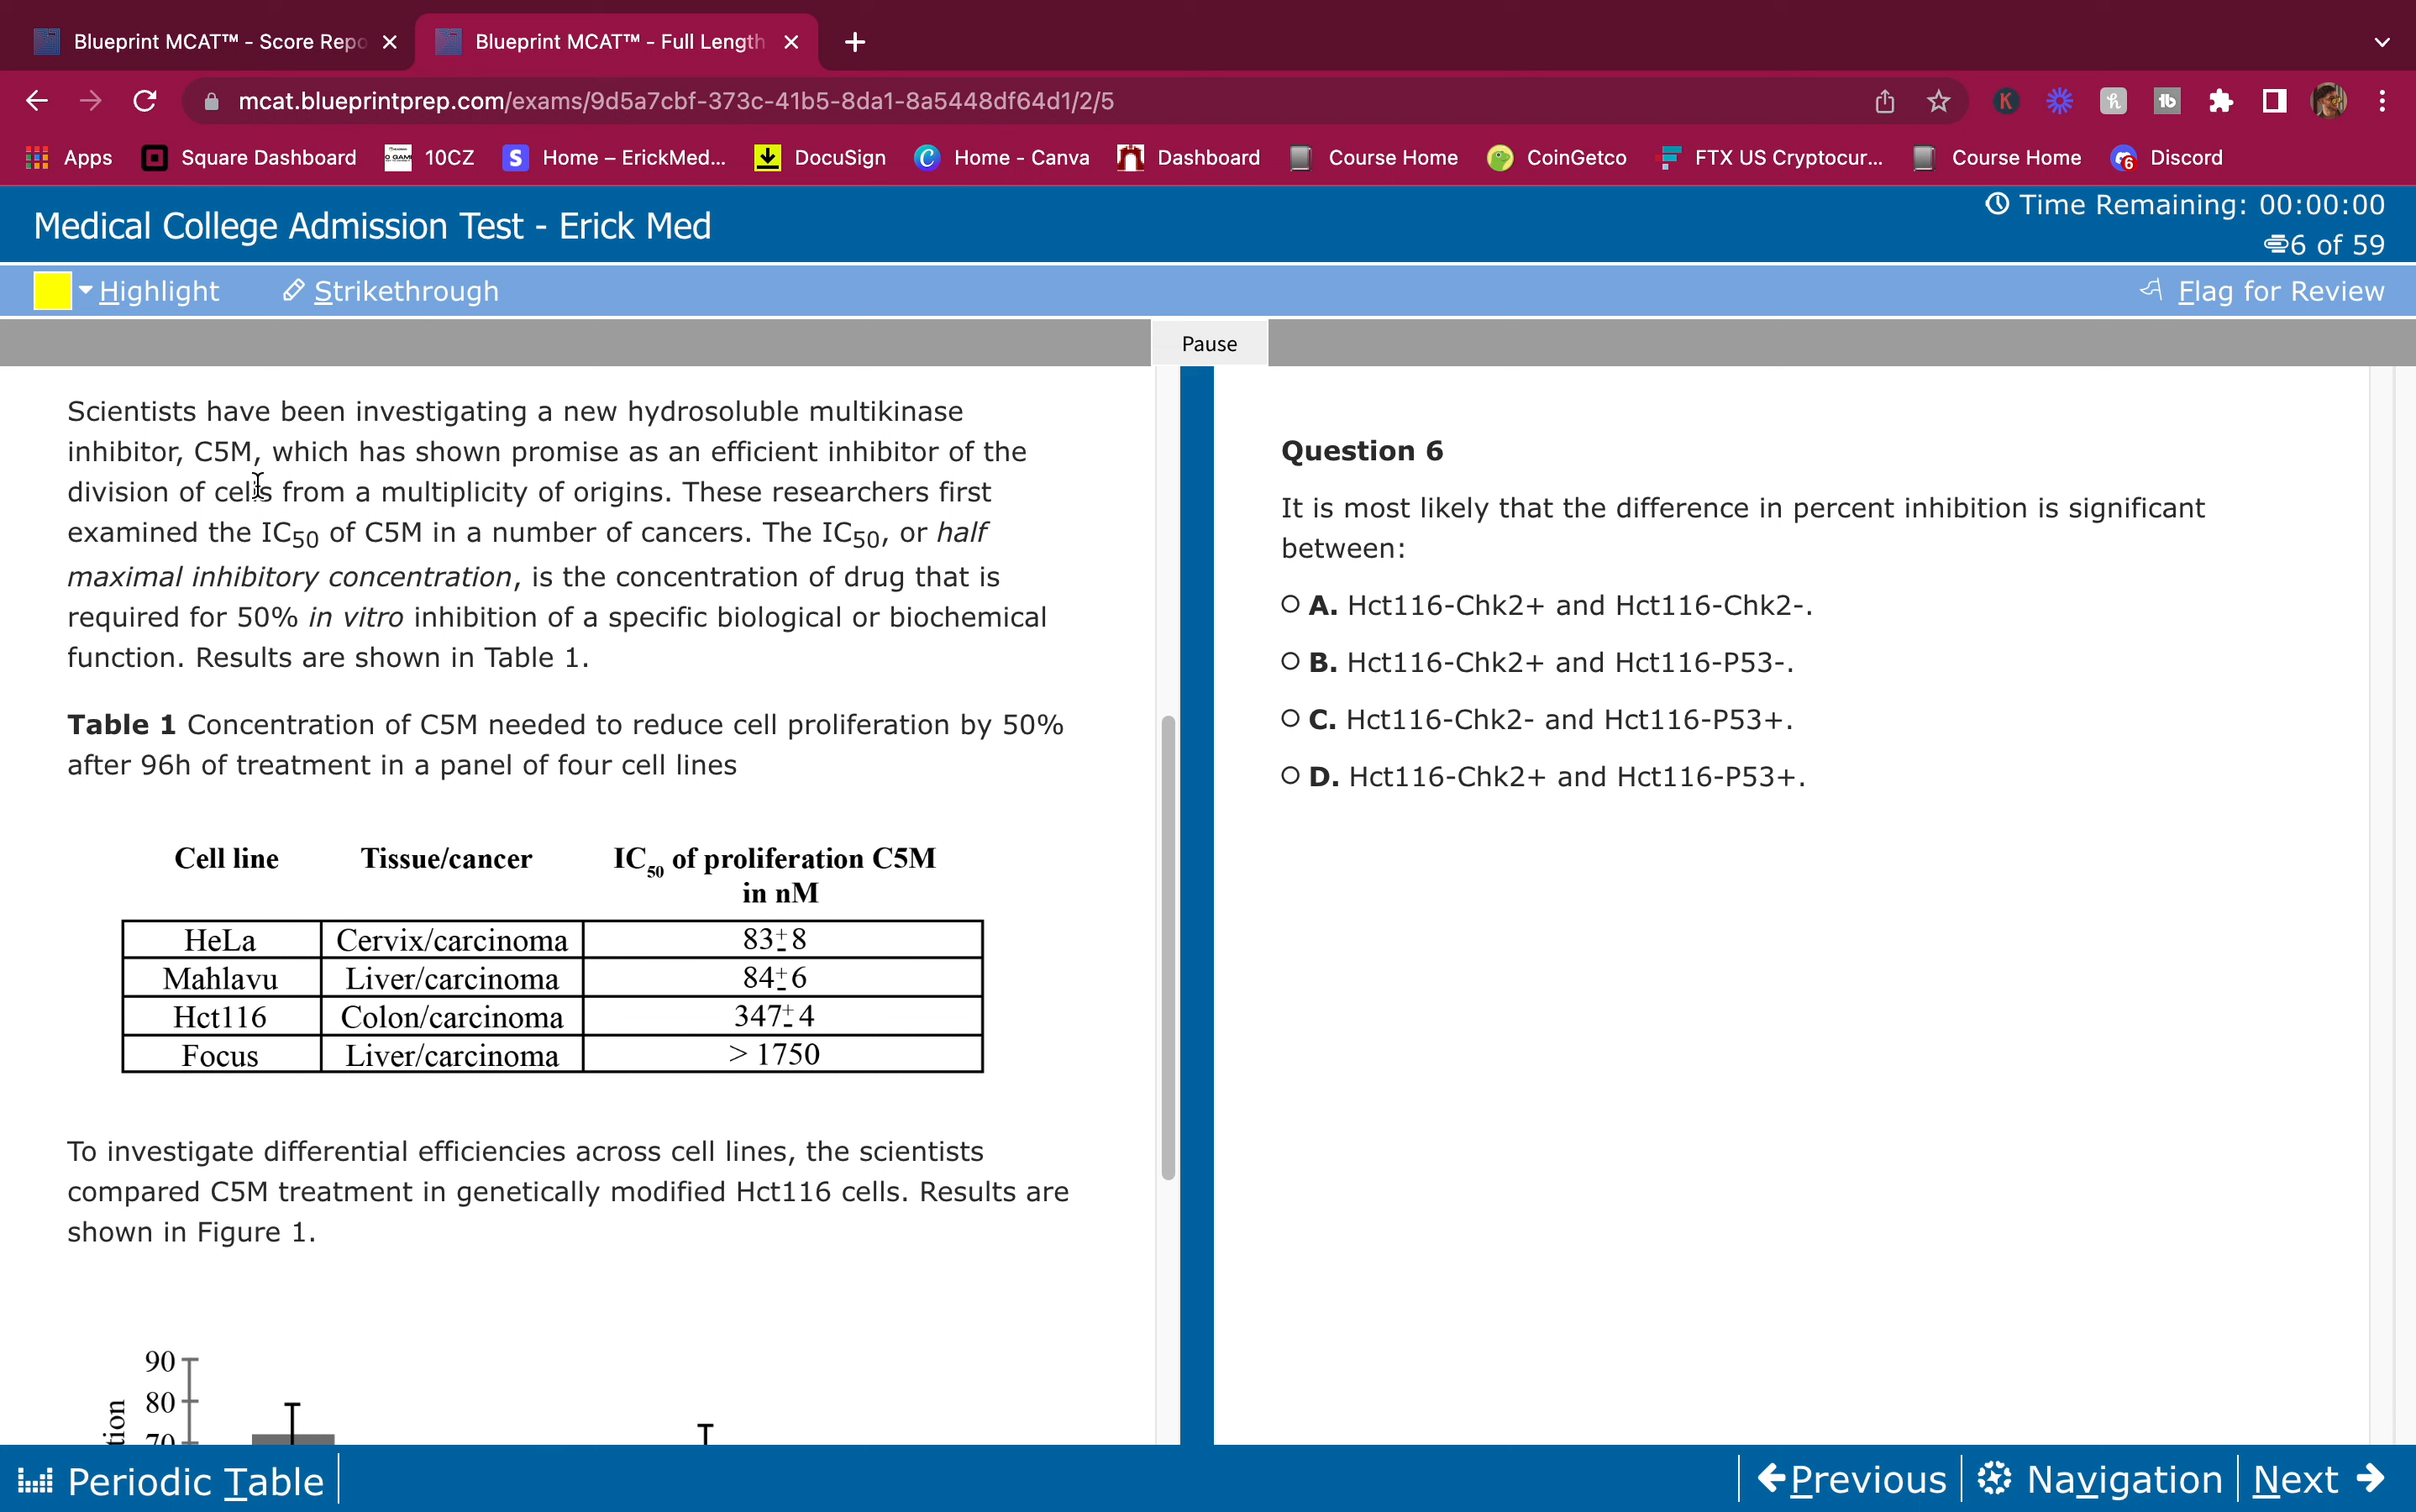 Blueprint MCAT™ - Score Repo
Blueprint MCAT™ - Full Length
mcat.blueprintprep.com/exams/9d5a7cbf-373c-41b5-8da1-8a5448df64d1/2/5
Apps Square Dashboard 10CZ Home – ErickMed... DocuSign Home - Canva Dashboard Course Home CoinGetco FTX US Cryptocur... Course Home Discord
Medical College Admission Test - Erick Med
Time Remaining: 00:00:00
6 of 59
Highlight Strikethrough Flag for Review
Pause
Scientists have been investigating a new hydrosoluble multikinase
inhibitor, C5M, which has shown promise as an efficient inhibitor of the
division of cells from a multiplicity of origins. These researchers first
examined the IC50 of C5M in a number of cancers. The IC50, or half
maximal inhibitory concentration, is the concentration of drug that is
required for 50% in vitro inhibition of a specific biological or biochemical
function. Results are shown in Table 1.
Table 1 Concentration of C5M needed to reduce cell proliferation by 50%
after 96h of treatment in a panel of four cell lines
Cell line Tissue/cancer IC50 of proliferation C5M
in nM
HeLa Cervix/carcinoma 83±8
Mahlavu Liver/carcinoma 84±6
Hct116 Colon/carcinoma 347±4
Focus Liver/carcinoma > 1750
To investigate differential efficiencies across cell lines, the scientists
compared C5M treatment in genetically modified Hct116 cells. Results are
shown in Figure 1.
90
80
70
tion
Question 6
It is most likely that the difference in percent inhibition is significant
between:
A. Hct116-Chk2+ and Hct116-Chk2-.
B. Hct116-Chk2+ and Hct116-P53-.
C. Hct116-Chk2- and Hct116-P53+.
D. Hct116-Chk2+ and Hct116-P53+.
Periodic Table
Previous Navigation Next